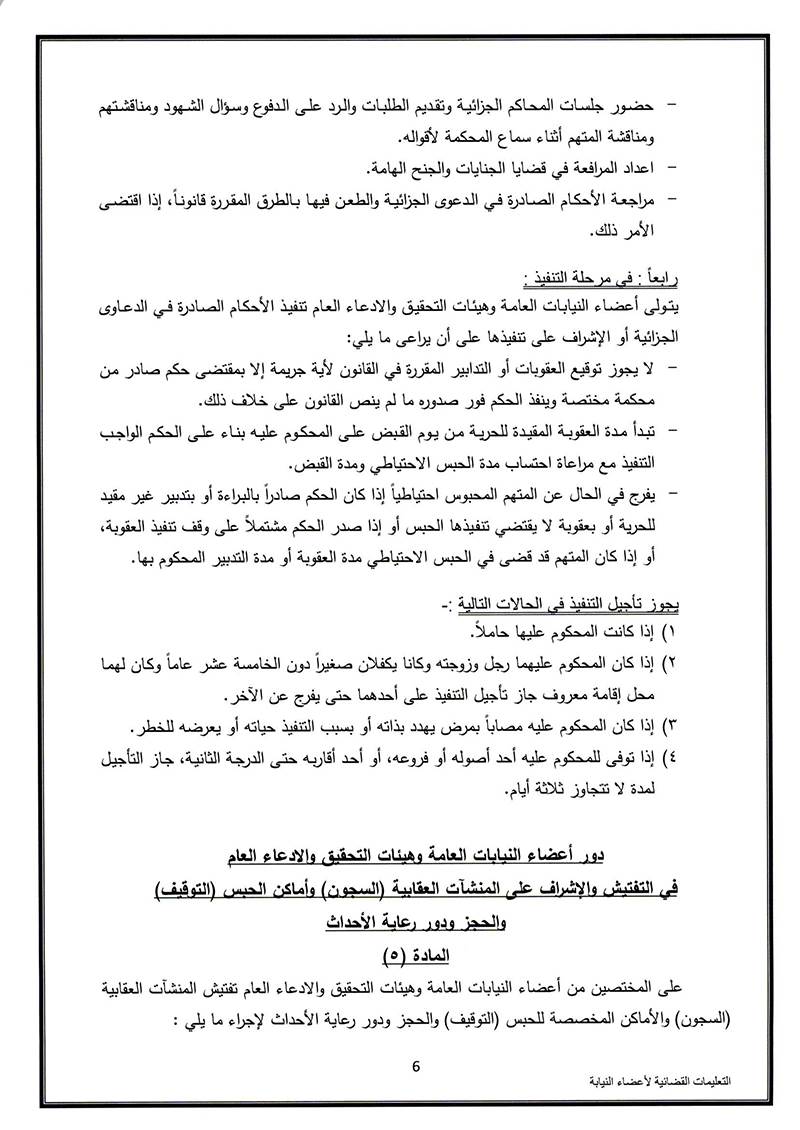 - حضور جلسات المحاكم الجزائية وتقديم الطلبات والرد على الدفوع وسؤال الشهود ومناقشتهم
ومناقشة المتهم أثناء سماع المحكمة لأقواله.
- اعداد المرافعة في قضايا الجنايات والجنح الهامة.
- مراجعة الأحكام الصادرة في الدعوى الجزائية والطعن فيها بالطرق المقررة قانوناً، إذا اقتضى
الأمر ذلك.
رابعاً : في مرحلة التنفيذ :
يتولى أعضاء النيابات العامة وهيئات التحقيق والادعاء العام تنفيذ الأحكام الصادرة في الدعاوى
الجزائية أو الإشراف على تنفيذها على أن يراعى ما يلي:
- لا يجوز توقيع العقوبات أو التدابير المقررة في القانون لأية جريمة إلا بمقتضى حكم صادر من
محكمة مختصة وينفذ الحكم فور صدوره ما لم ينص القانون على خلاف ذلك.
- تبدأ مدة العقوبة المقيدة للحرية من يوم القبض على المحكوم عليه بناء على الحكم الواجب
التنفيذ مع مراعاة احتساب مدة الحبس الاحتياطي ومدة القبض.
- يفرج في الحال عن المتهم المحبوس احتياطياً إذا كان الحكم صادراً بالبراءة أو بتدبير غير مقيد
للحرية أو بعقوبة لا يقتضي تنفيذها الحبس أو إذا صدر الحكم مشتملاً على وقف تنفيذ العقوبة،
أو إذا كان المتهم قد قضى في الحبس الاحتياطي مدة العقوبة أو مدة التدبير المحكوم بها.
يجوز تأجيل التنفيذ في الحالات التالية :-
١) إذا كانت المحكوم عليها حاملاً.
٢) إذا كان المحكوم عليهما رجل وزوجته وكانا يكفلان صغيراً دون الخامسة عشر عاماً وكان لهما
محل إقامة معروف جاز تأجيل التنفيذ على أحدهما حتى يفرج عن الآخر.
٣) إذا كان المحكوم عليه مصاباً بمرض يهدد بذاته أو بسبب التنفيذ حياته أو يعرضه للخطر.
٤) إذا توفى للمحكوم عليه أحد أصوله أو فروعه، أو أحد أقاربه حتى الدرجة الثانية، جاز التأجيل
لمدة لا تتجاوز ثلاثة أيام.
دور أعضاء النيابات العامة وهيئات التحقيق والادعاء العام
في التفتيش والإشراف على المنشآت العقابية (السجون) وأماكن الحبس (التوقيف)
والحجز ودور رعاية الأحداث
المادة (٥)
على المختصين من أعضاء النيابات العامة وهيئات التحقيق والادعاء العام تفتيش المنشآت العقابية
(السجون) والأماكن المخصصة للحبس (التوقيف) والحجز ودور رعاية الأحداث لإجراء ما يلي :
6
التعليمات القضائية لأعضاء النيابة